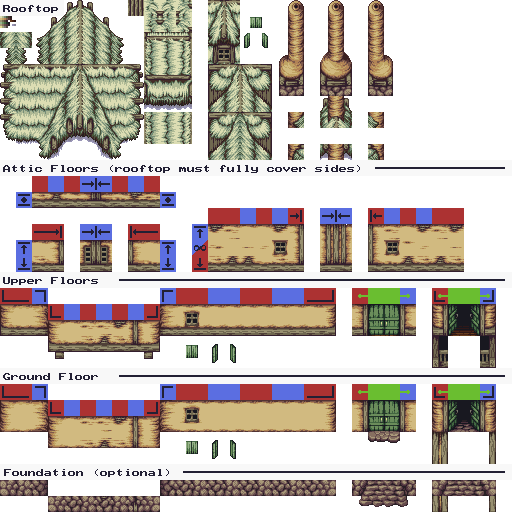 Rooftop
Attic Floors (rooftop must fully cover sides)
Upper Floors
Ground Floor
Foundation (optional)